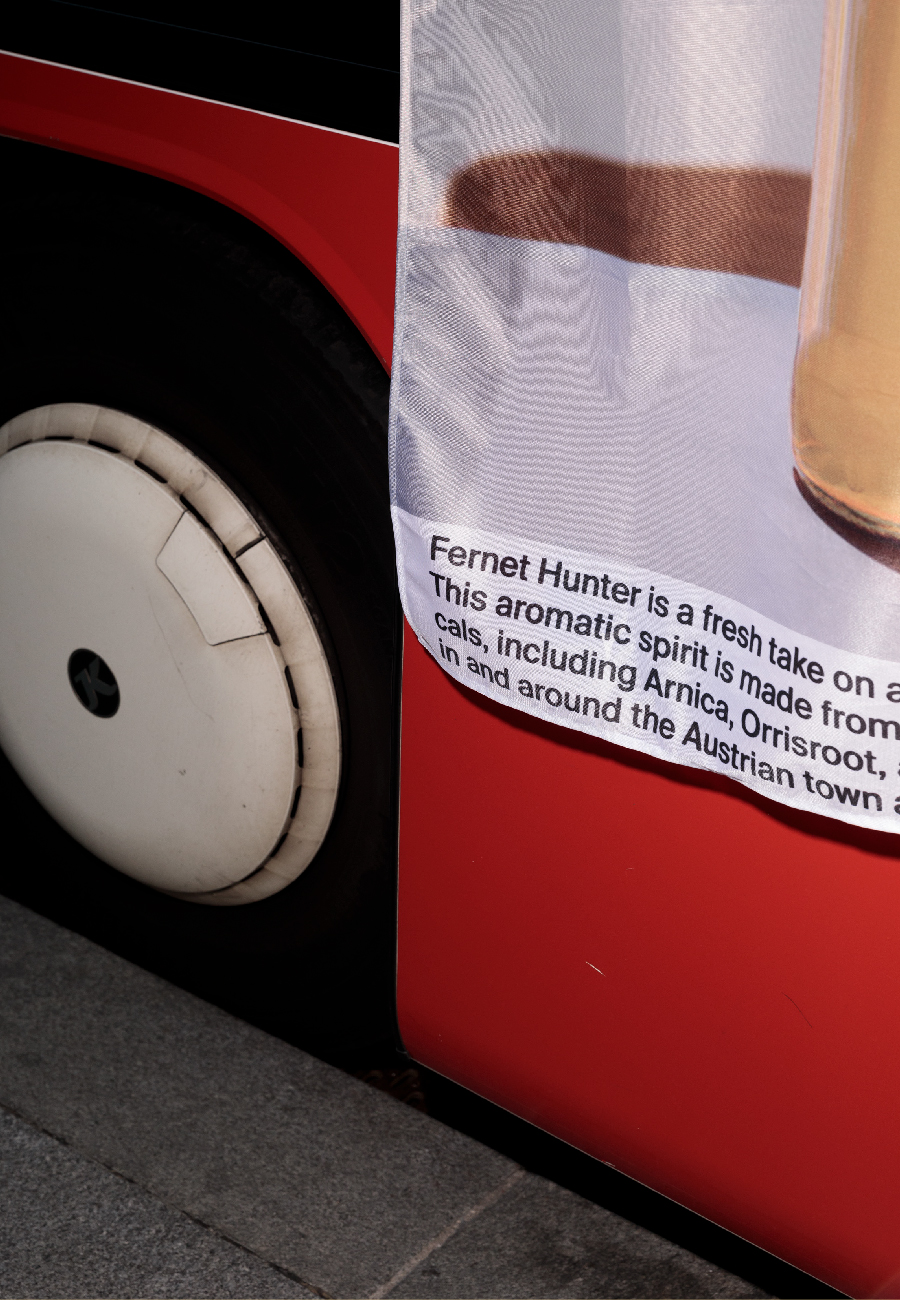 Fernet Hunter is a fresh take on a
This aromatic spirit is made from
cals, including Arnica, Orrisroot,
in and around the Austrian town